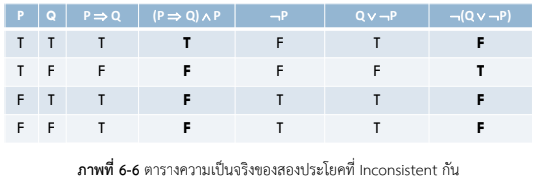 P Q P ⇒ Q (P ⇒ Q) ∧ P ¬P Q ∨ ¬P ¬(Q ∨ ¬P)
T T T T F T F
T F F F F F T
F T T F T T F
F F T F T T F
ภาพที่ 6-6 ตารางความเป็นจริงของสองประโยคที่ Inconsistent กัน